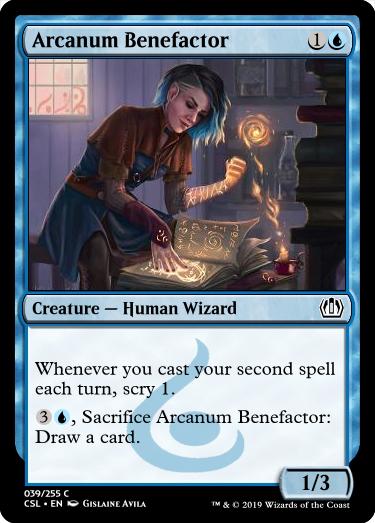 Arcanum Benefactor 1
Creature — Human Wizard
Whenever you cast your second spell
each turn, scry 1.
3, Sacrifice Arcanum Benefactor:
Draw a card.
1/3
039/255 C
CSL • EN Gislaine Avila
™ & © 2019 Wizards of the Coast